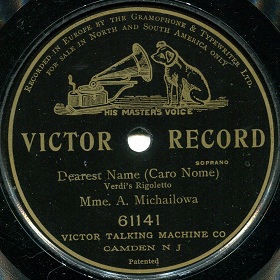 RECORDED IN EUROPE BY THE GRAMOPHONE & TYPEWRITER LTD.
FOR SALE IN NORTH AND SOUTH AMERICA ONLY
HIS MASTER'S VOICE
VICTOR RECORD
SOPRANO
Dearest Name (Caro Nome)
Verdi's Rigoletto
Mme. A. Michailowa
61141
VICTOR TALKING MACHINE CO
CAMDEN N J
Patented